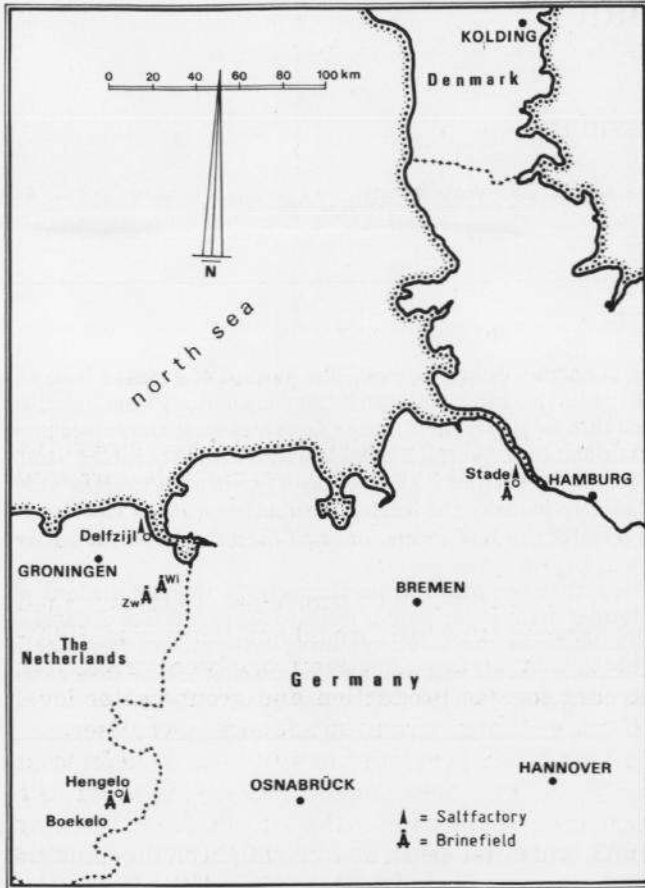 KOLDING
Denmark
0 20 40 60 80 100 km
N
north sea
Stade
HAMBURG
Delfzijl
GRONINGEN
Wi
Zw
BREMEN
The
Netherlands
Germany
Hengelo
Boekelo
OSNABRÜCK
HANNOVER
= Saltfactory
= Brinefield